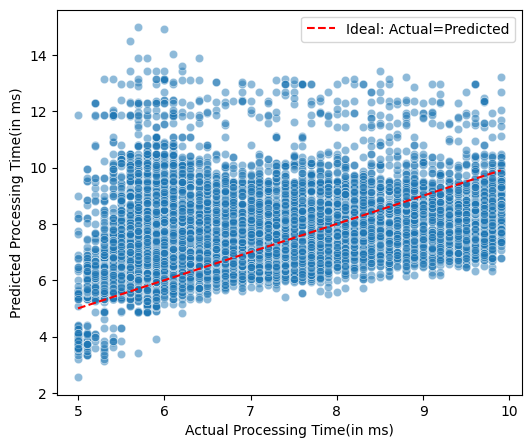 Ideal: Actual=Predicted
14
12
10
8
6
4
2
Predicted Processing Time(in ms)
5 6 7 8 9 10
Actual Processing Time(in ms)